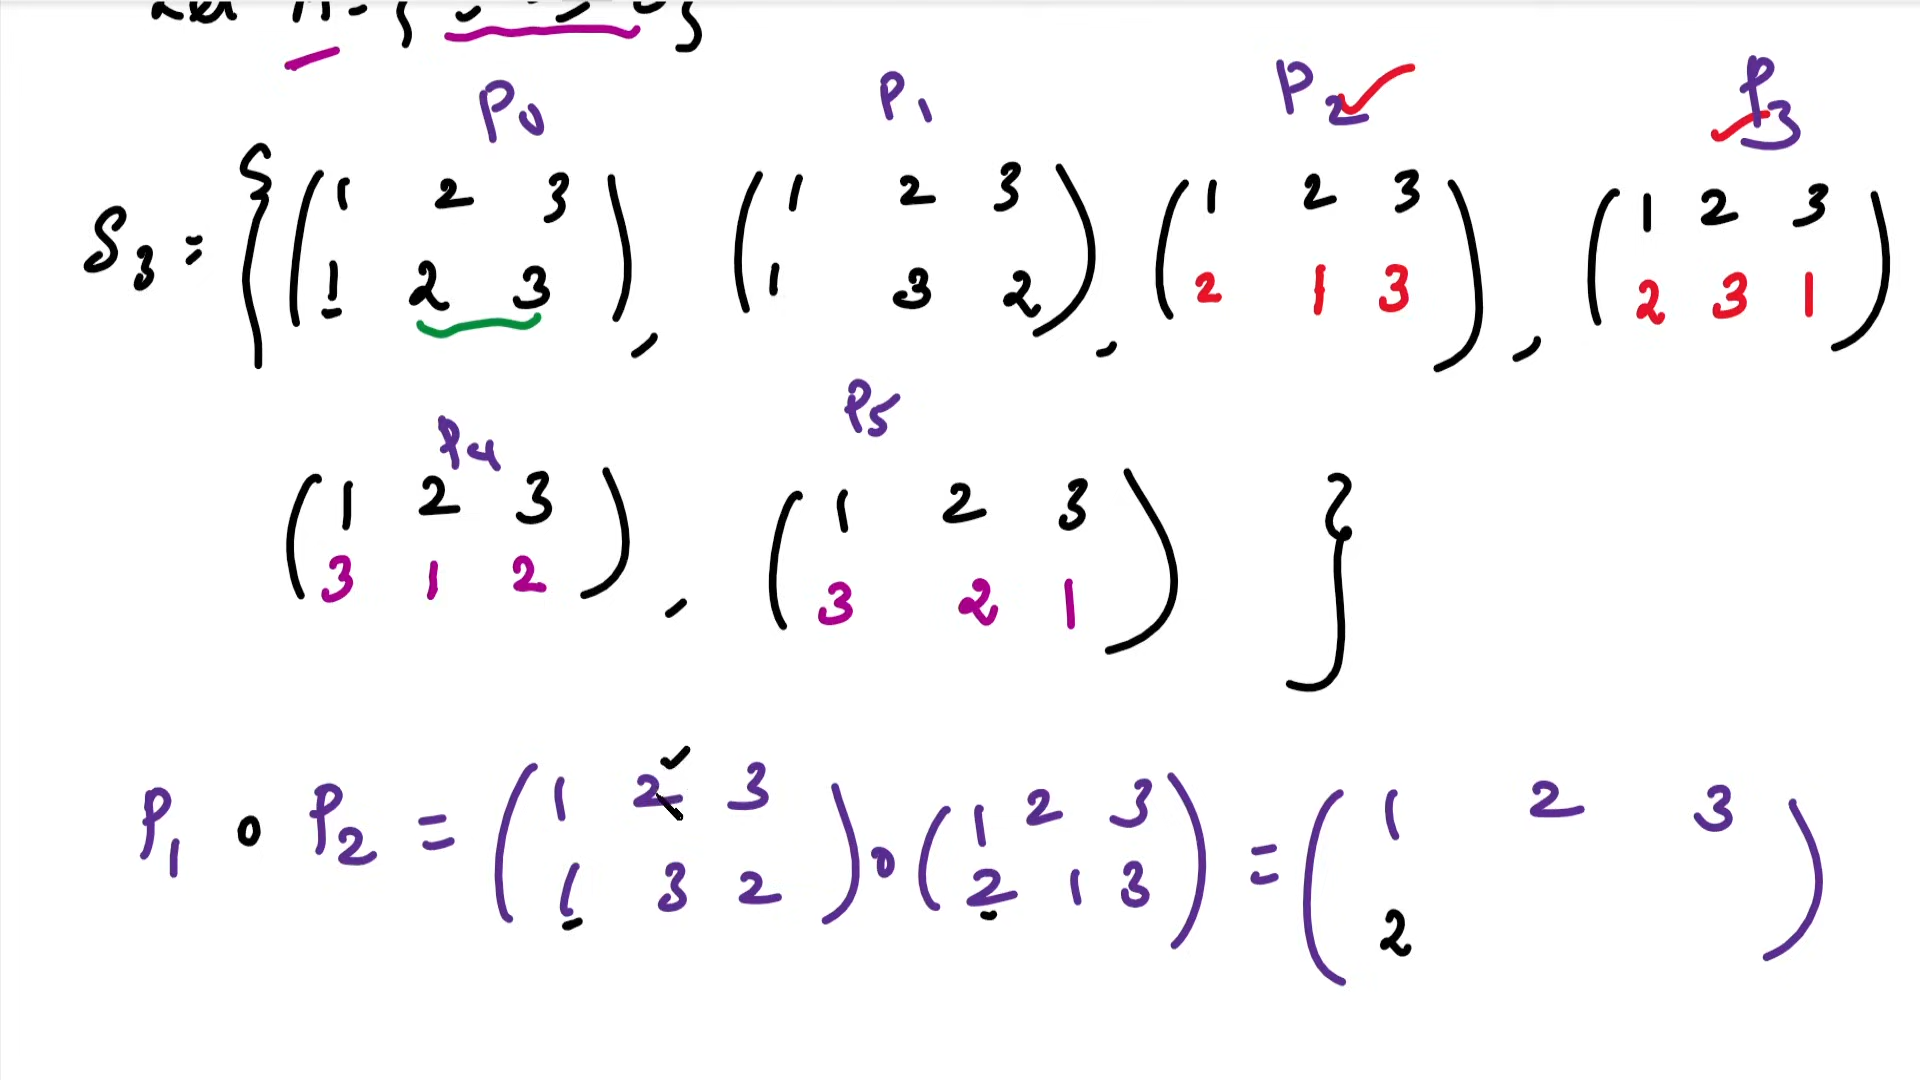 P0 P1 P2 P3
S3 = { ( 1 2 3 ) , ( 1 2 3 ) , ( 1 2 3 ) , ( 1 2 3 )
1 2 3 1 3 2 2 1 3 2 3 1
P4 P5
( 1 2 3 ) , ( 1 2 3 ) }
3 1 2 3 2 1
P1 o P2 = ( 1 2 3 ) o ( 1 2 3 ) = ( 1 2 3 )
1 3 2 2 1 3 2